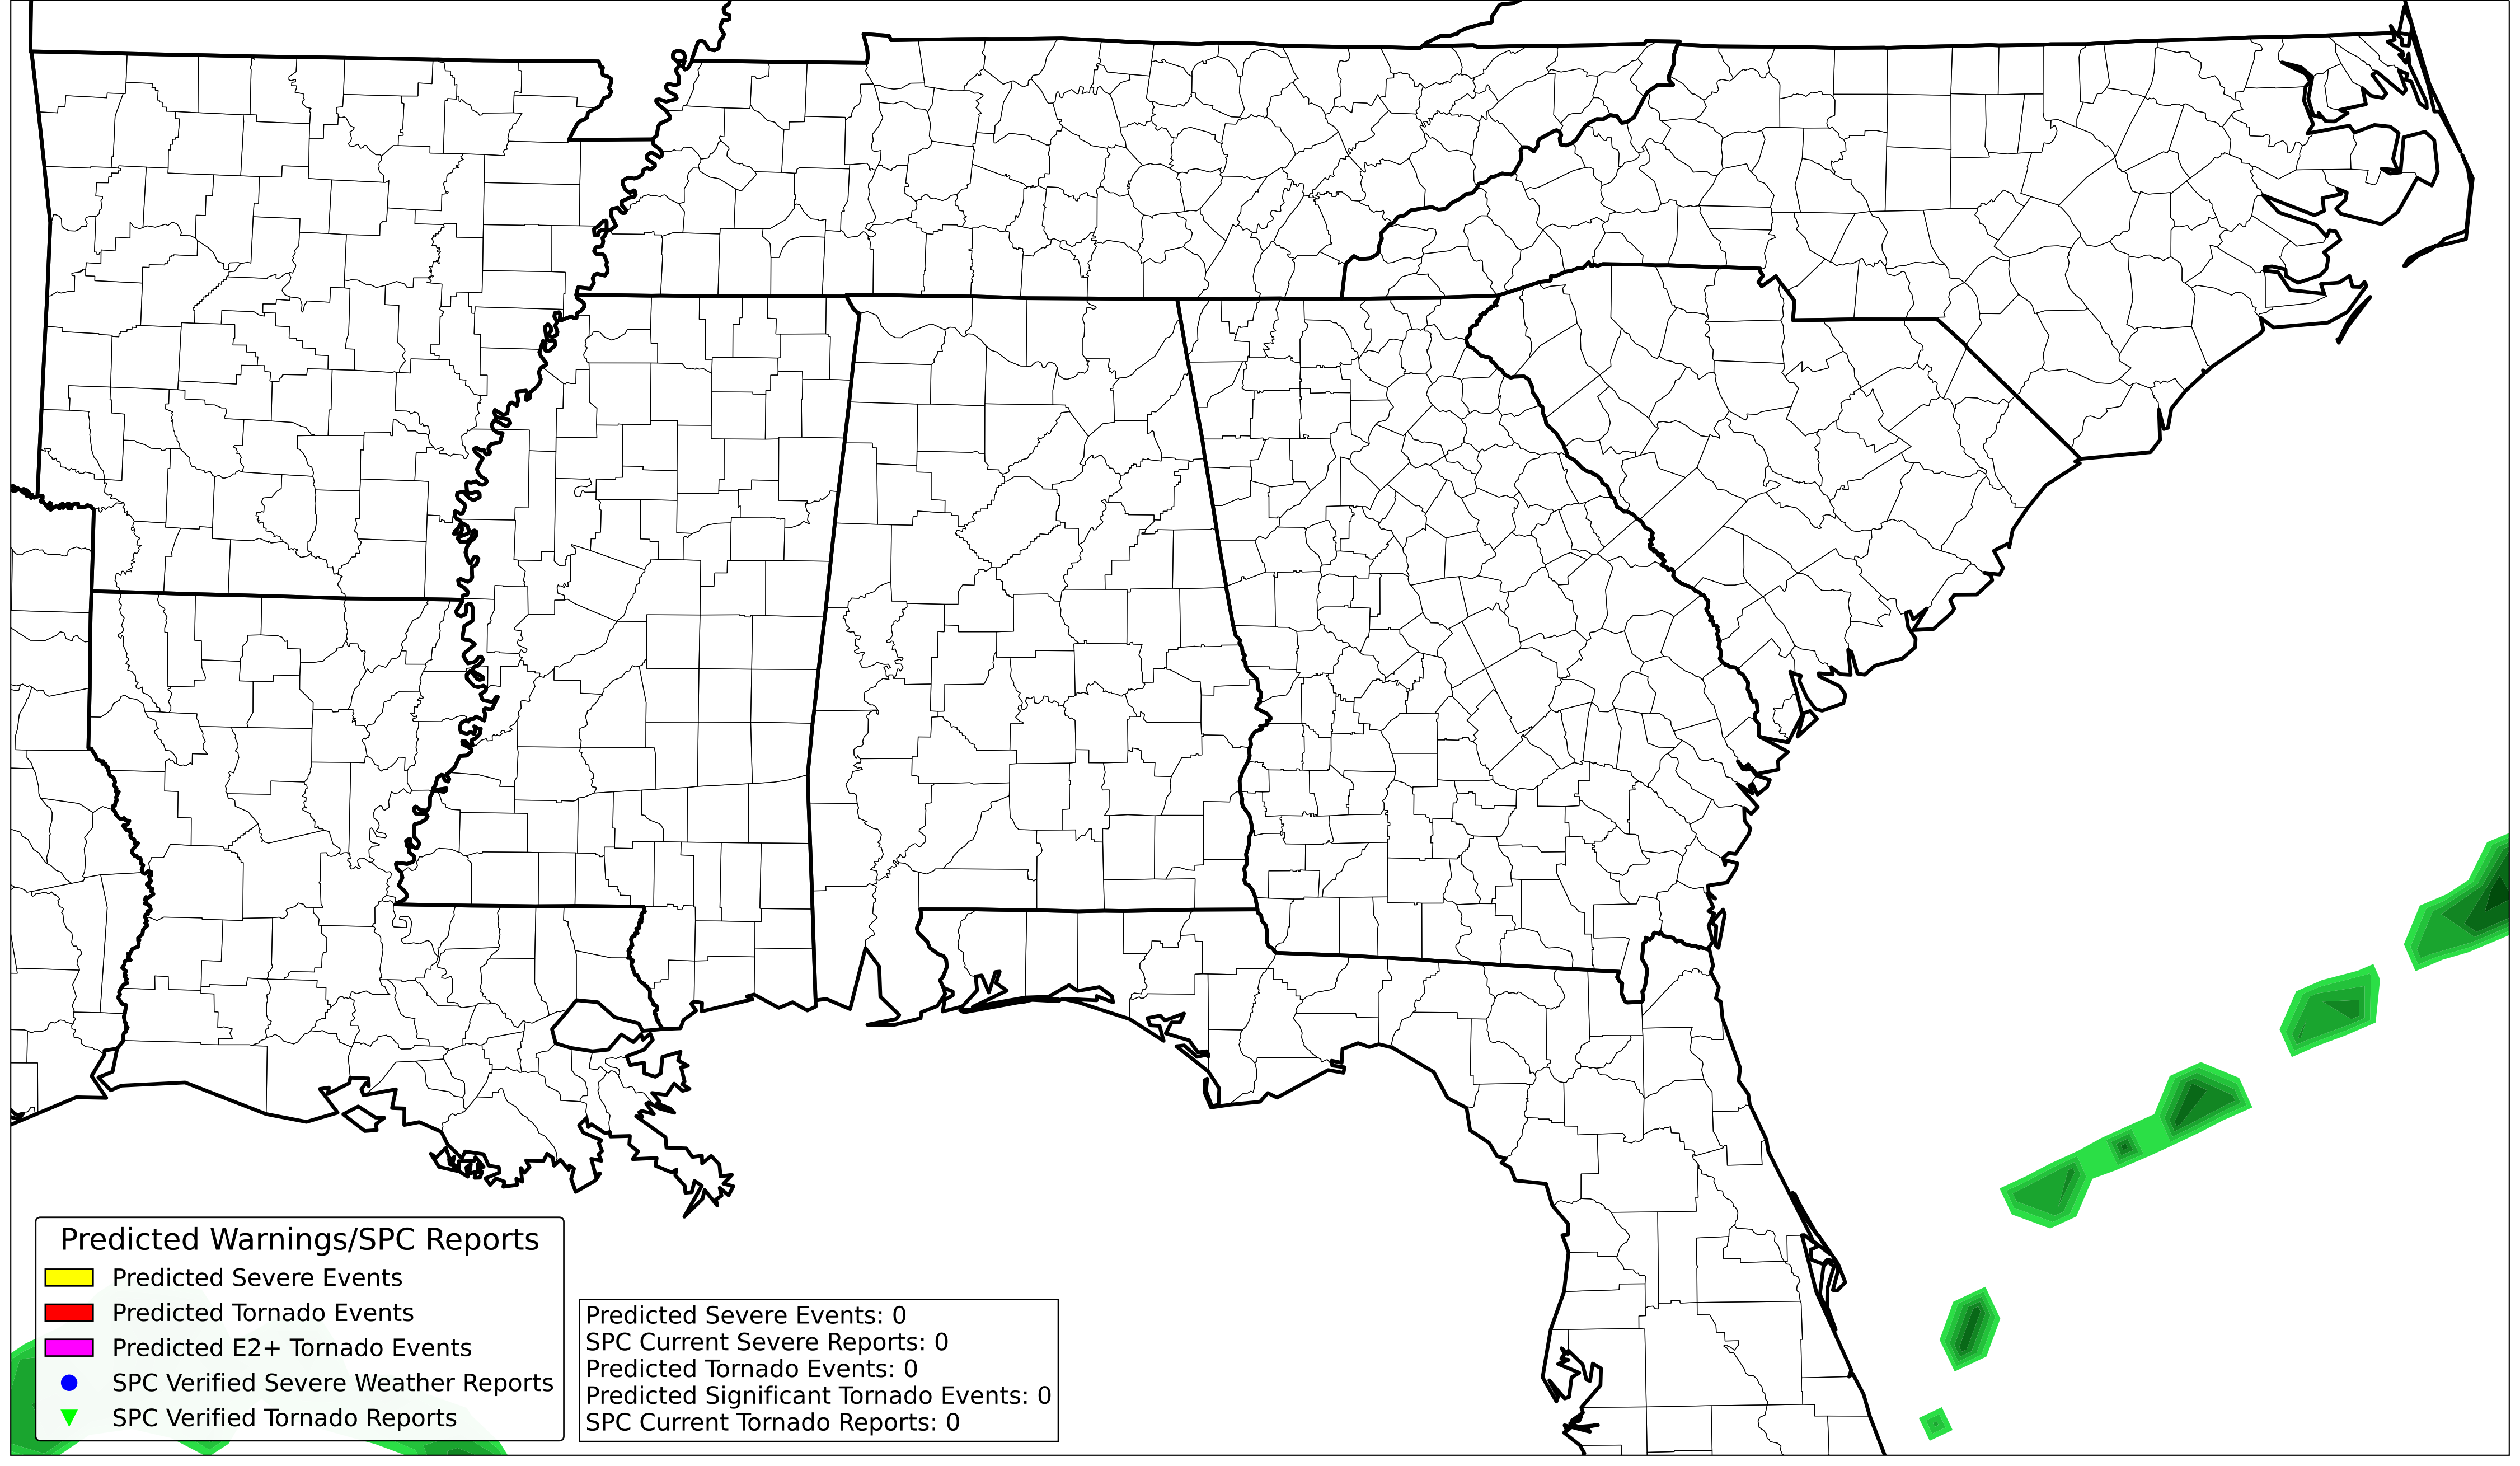 Predicted Warnings/SPC Reports
Predicted Severe Events
Predicted Tornado Events
Predicted E2+ Tornado Events
SPC Verified Severe Weather Reports
SPC Verified Tornado Reports
Predicted Severe Events: 0
SPC Current Severe Reports: 0
Predicted Tornado Events: 0
Predicted Significant Tornado Events: 0
SPC Current Tornado Reports: 0